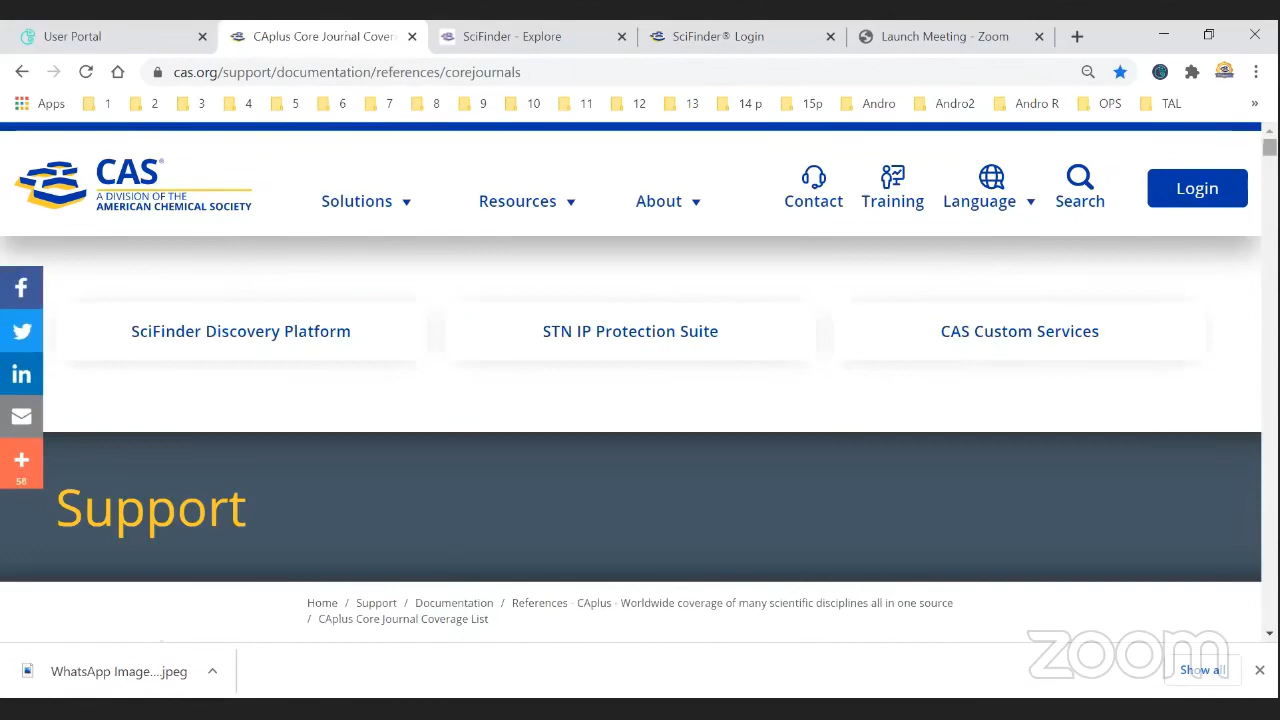 User Portal
CAplus Core Journal Cover
SciFinder - Explore
SciFinder® Login
Launch Meeting - Zoom
cas.org/support/documentation/references/corejournals
Apps 1 2 3 4 5 6 7 8 9 10 11 12 13 14 p 15p Andro Andro2 Andro R OPS TAL »
CAS®
A DIVISION OF THE
AMERICAN CHEMICAL SOCIETY
Solutions
Resources
About
Contact
Training
Language
Search
Login
SciFinder Discovery Platform
STN IP Protection Suite
CAS Custom Services
56
Support
Home / Support / Documentation / References - CAplus - Worldwide coverage of many scientific disciplines all in one source
/ CAplus Core Journal Coverage List
WhatsApp Image....jpeg
Show all
zoom